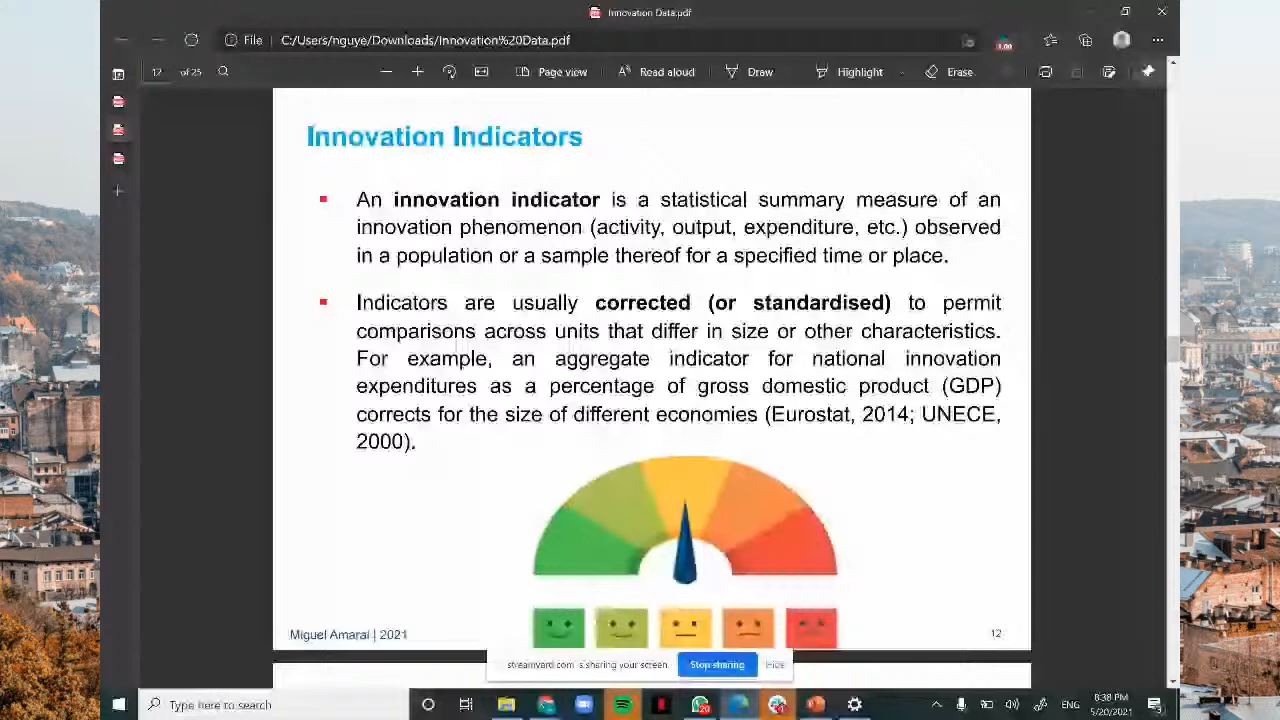 Innovation Data.pdf
File C:/Users/nguye/Downloads/Innovation%20Data.pdf
1.00
12 of 25 Page view Read aloud Draw Highlight Erase
Innovation Indicators
An innovation indicator is a statistical summary measure of an
innovation phenomenon (activity, output, expenditure, etc.) observed
in a population or a sample thereof for a specified time or place.
Indicators are usually corrected (or standardised) to permit
comparisons across units that differ in size or other characteristics.
For example, an aggregate indicator for national innovation
expenditures as a percentage of gross domestic product (GDP)
corrects for the size of different economies (Eurostat, 2014; UNECE,
2000).
Miguel Amaral | 2021
12
streamyard.com is sharing your screen. Stop sharing Hide
Type here to search
20
ENG
8:38 PM
5/20/2021